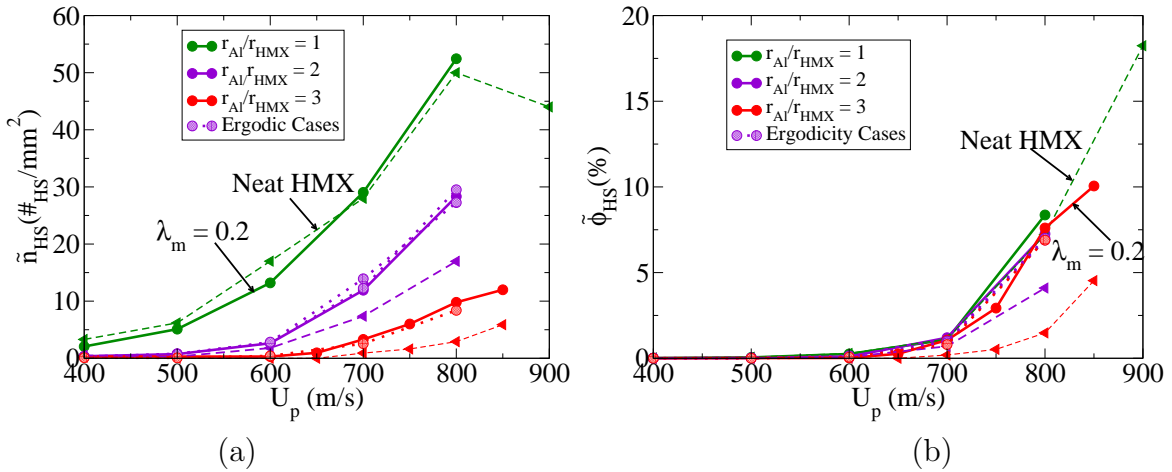 60
50
40
30
20
10
0
ñ_HS(#_HS/mm²)
r_Al/r_HMX = 1
r_Al/r_HMX = 2
r_Al/r_HMX = 3
Ergodic Cases
Neat HMX
λ_m = 0.2
400 500 600 700 800 900
U_p (m/s)
(a)
20
15
10
5
0
φ̃_HS(%)
r_Al/r_HMX = 1
r_Al/r_HMX = 2
r_Al/r_HMX = 3
Ergodicity Cases
Neat HMX
λ_m = 0.2
400 500 600 700 800 900
U_p (m/s)
(b)